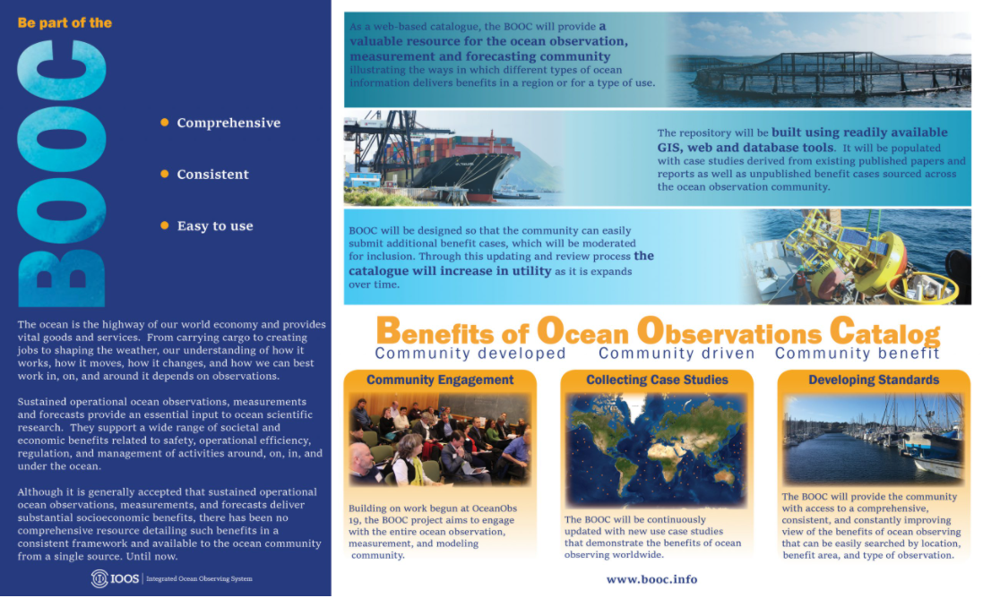 Be part of the
BOOC
Comprehensive
Consistent
Easy to use
The ocean is the highway of our world economy and provides
vital goods and services. From carrying cargo to creating
jobs to shaping the weather, our understanding of how it
works, how it moves, how it changes, and how we can best
work in, on, and around it depends on observations.
Sustained operational ocean observations, measurements
and forecasts provide an essential input to ocean scientific
research. They support a wide range of societal and
economic benefits related to safety, operational efficiency,
regulation, and management of activities around, on, in, and
under the ocean.
Although it is generally accepted that sustained operational
ocean observations, measurements, and forecasts deliver
substantial socioeconomic benefits, there has been no
comprehensive resource detailing such benefits in a
consistent framework and available to the ocean community
from a single source. Until now.
IOOS Integrated Ocean Observing System
As a web-based catalogue, the BOOC will provide a
valuable resource for the ocean observation,
measurement and forecasting community
illustrating the ways in which different types of ocean
information delivers benefits in a region or for a type of use.
The repository will be built using readily available
GIS, web and database tools. It will be populated
with case studies derived from existing published papers and
reports as well as unpublished benefit cases sourced across
the ocean observation community.
BOOC will be designed so that the community can easily
submit additional benefit cases, which will be moderated
for inclusion. Through this updating and review process the
catalogue will increase in utility as it is expands
over time.
Benefits of Ocean Observations Catalog
Community developed Community driven Community benefit
Community Engagement
Building on work begun at OceanObs
19, the BOOC project aims to engage
with the entire ocean observation,
measurement, and modeling
community.
Collecting Case Studies
The BOOC will be continuously
updated with new use case studies
that demonstrate the benefits of ocean
observing worldwide.
Developing Standards
The BOOC will provide the community
with access to a comprehensive,
consistent, and constantly improving
view of the benefits of ocean observing
that can be easily searched by location,
benefit area, and type of observation.
www.booc.info